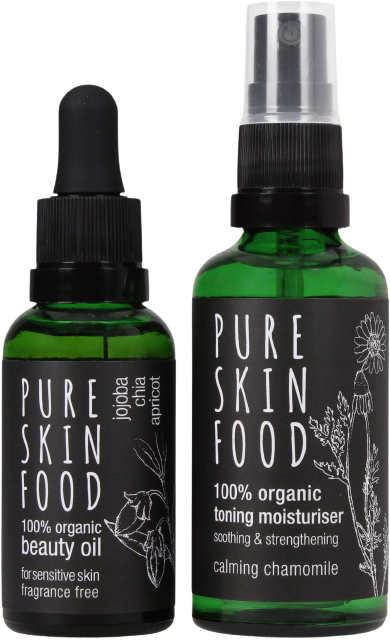 PURE
SKIN
FOOD
jojoba
chia
apricot
100% organic
beauty oil
for sensitive skin
fragrance free
PURE
SKIN
FOOD
100% organic
toning moisturiser
soothing & strengthening
calming chamomile